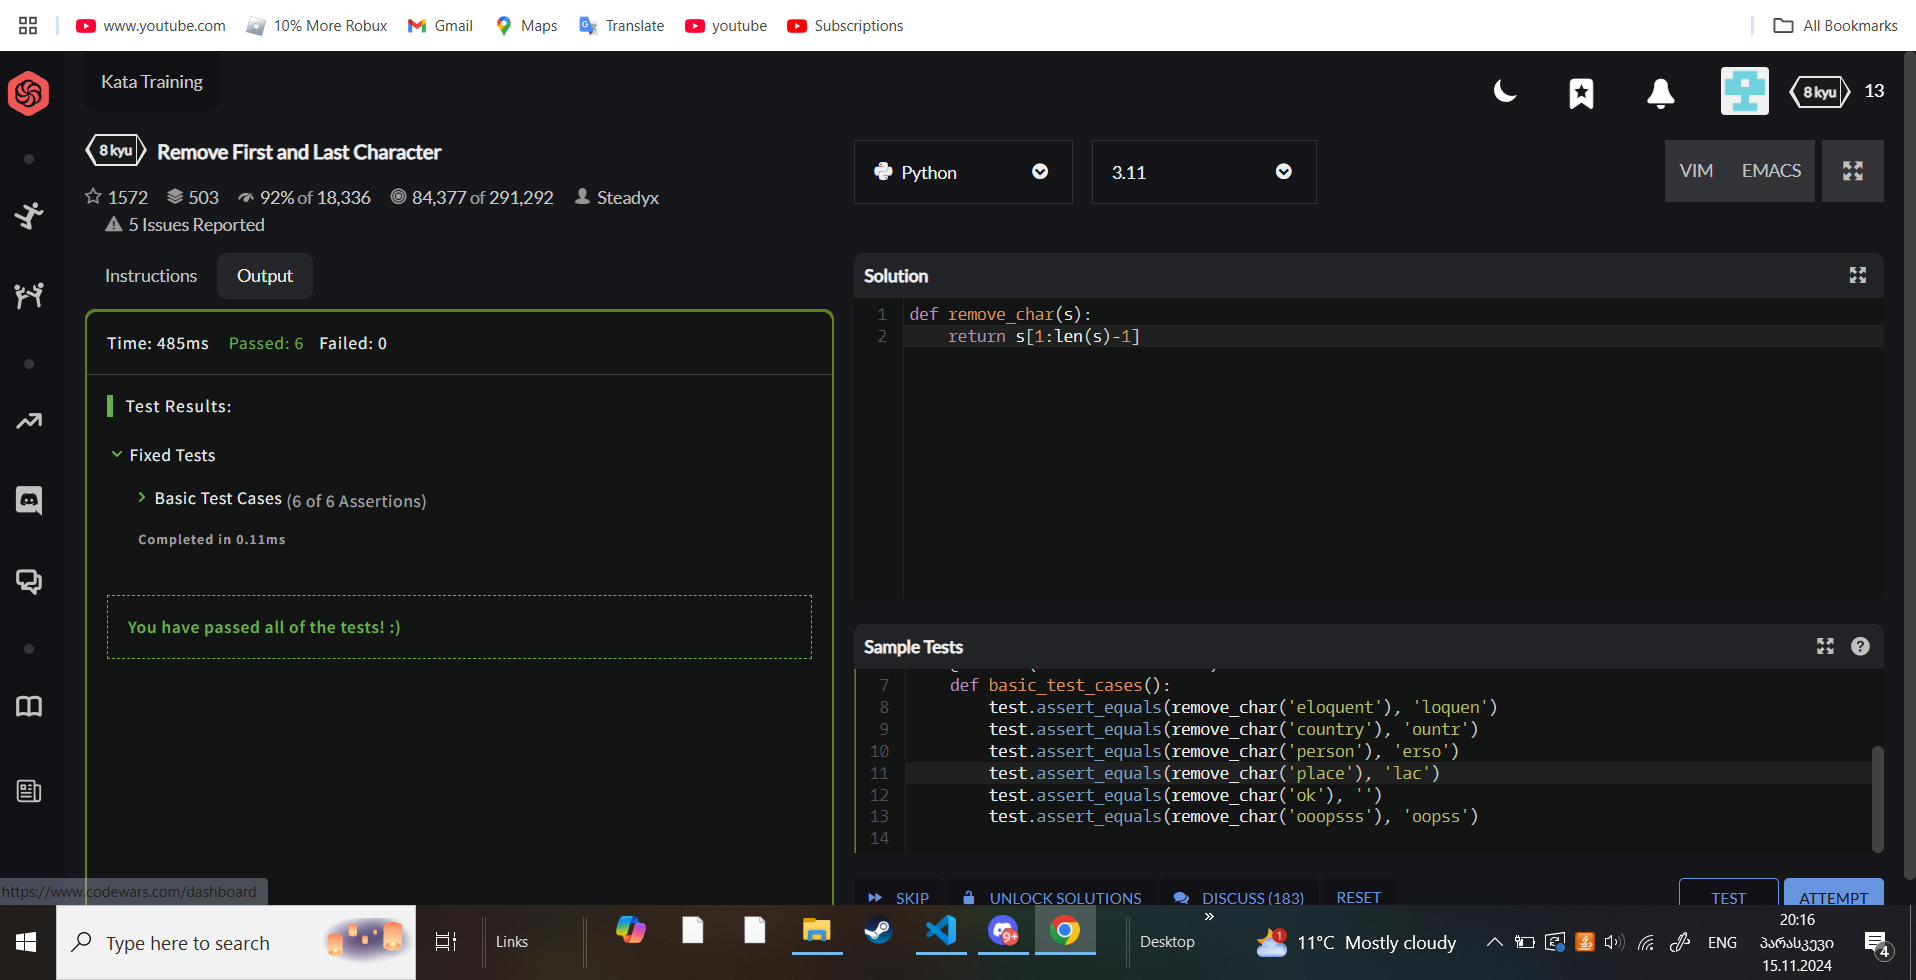 www.youtube.com 10% More Robux Gmail Maps Translate youtube Subscriptions All Bookmarks
Kata Training
8 kyu 13
8 kyu Remove First and Last Character
1572 503 92% of 18,336 84,377 of 291,292 Steadyx
5 Issues Reported
Python 3.11 VIM EMACS
Instructions Output
Time: 485ms Passed: 6 Failed: 0
Test Results:
Fixed Tests
Basic Test Cases (6 of 6 Assertions)
Completed in 0.11ms
You have passed all of the tests! :)
Solution
1 def remove_char(s):
2 return s[1:len(s)-1]
Sample Tests
7 def basic_test_cases():
8 test.assert_equals(remove_char('eloquent'), 'loquen')
9 test.assert_equals(remove_char('country'), 'ountr')
10 test.assert_equals(remove_char('person'), 'erso')
11 test.assert_equals(remove_char('place'), 'lac')
12 test.assert_equals(remove_char('ok'), '')
13 test.assert_equals(remove_char('ooopsss'), 'oopss')
14
SKIP UNLOCK SOLUTIONS DISCUSS (183) RESET TEST ATTEMPT
https://www.codewars.com/dashboard
Type here to search Links 9+ Desktop » 1 11°C Mostly cloudy ENG
20:16
პარასკევი
15.11.2024
4